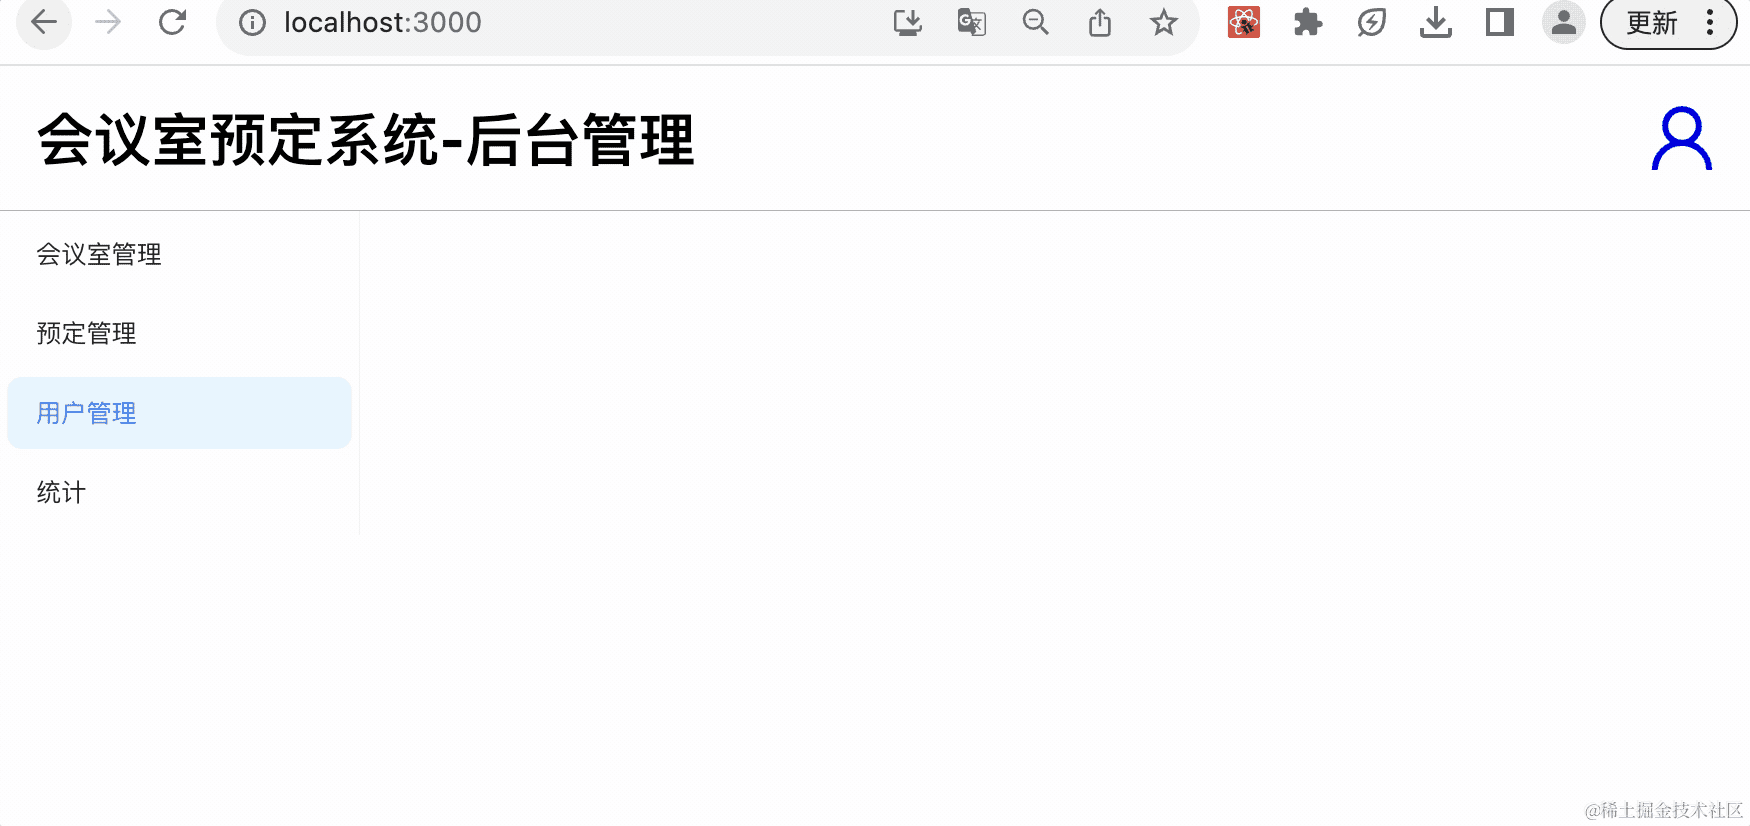 localhost:3000
更新
会议室预定系统-后台管理
会议室管理
预定管理
用户管理
统计
@稀土掘金技术社区